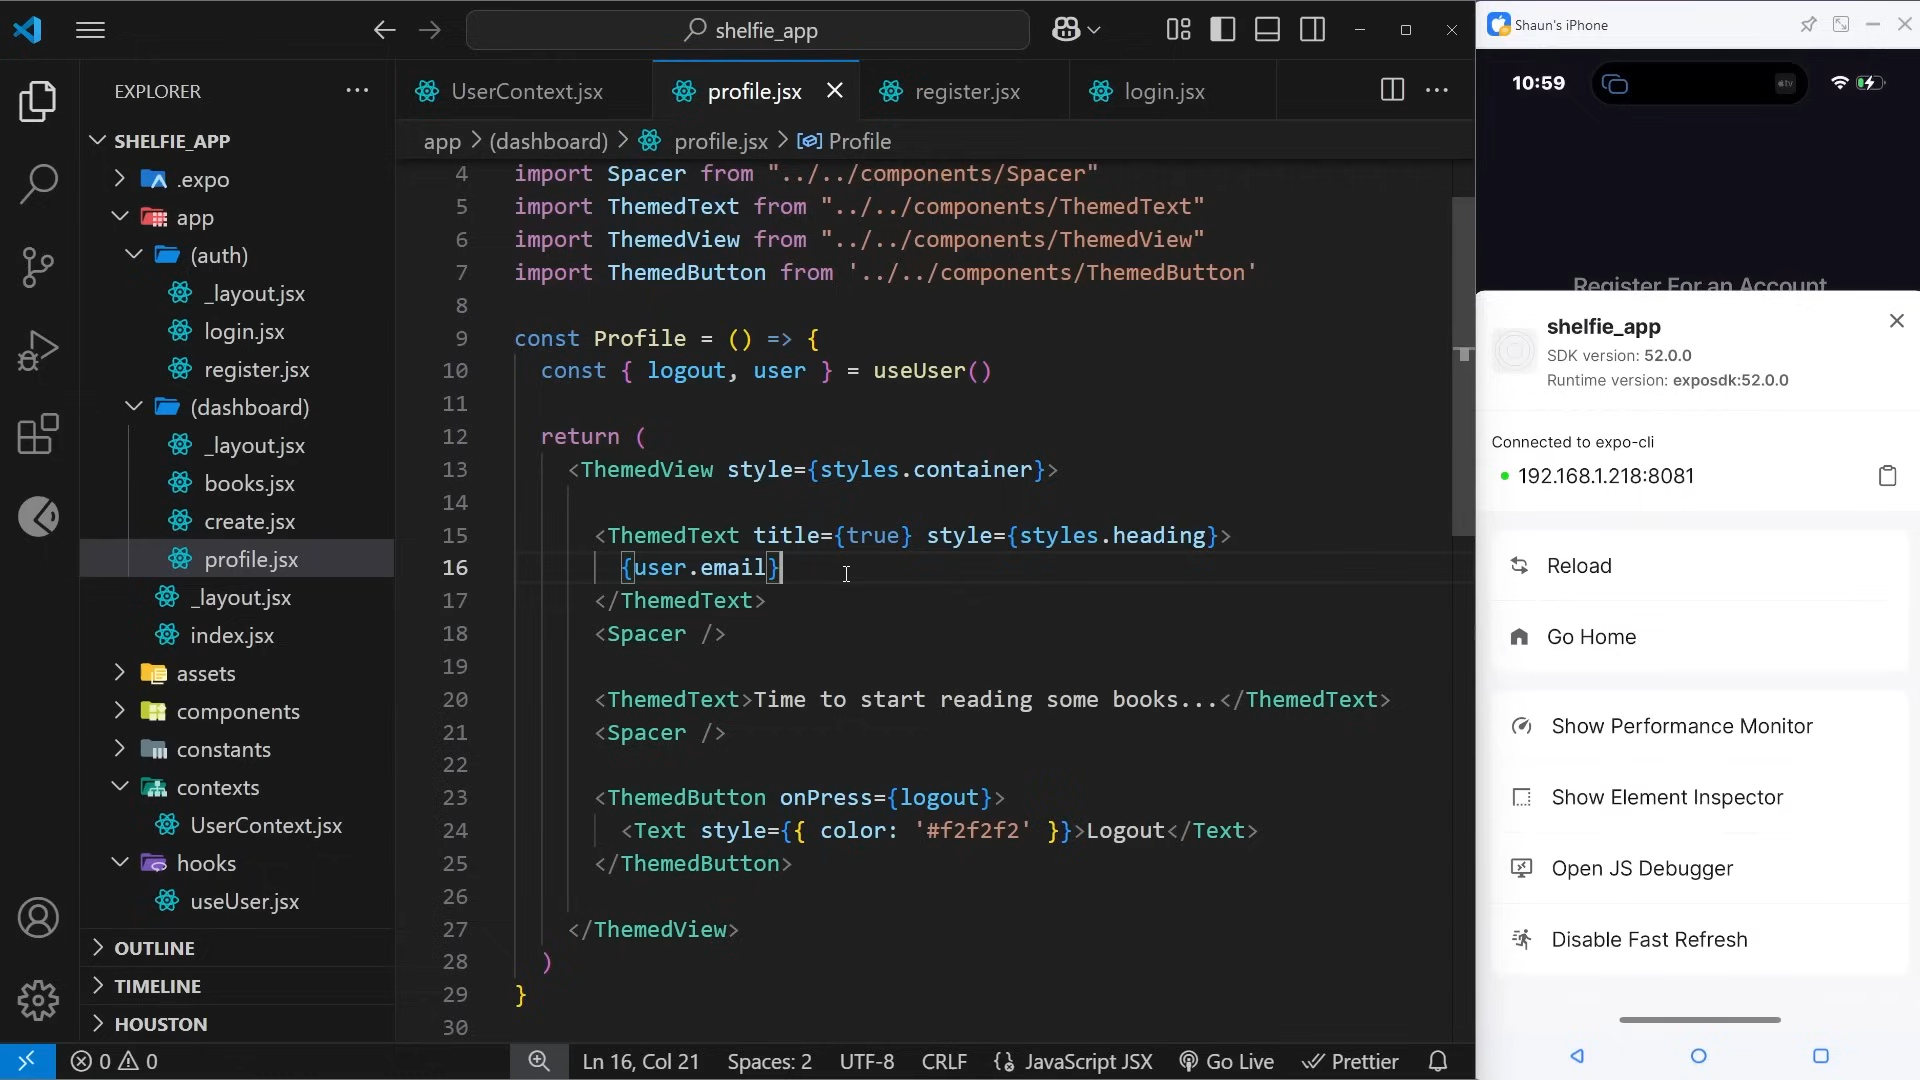 shelfie_app
EXPLORER
SHELFIE_APP
.expo
app
(auth)
_layout.jsx
login.jsx
register.jsx
(dashboard)
_layout.jsx
books.jsx
create.jsx
profile.jsx
_layout.jsx
index.jsx
assets
components
constants
contexts
UserContext.jsx
hooks
useUser.jsx
OUTLINE
TIMELINE
HOUSTON
UserContext.jsx
profile.jsx
register.jsx
login.jsx
app > (dashboard) > profile.jsx > Profile
4 import Spacer from "../../components/Spacer"
5 import ThemedText from "../../components/ThemedText"
6 import ThemedView from "../../components/ThemedView"
7 import ThemedButton from '../../components/ThemedButton'
8
9 const Profile = () => {
10 const { logout, user } = useUser()
11
12 return (
13 <ThemedView style={styles.container}>
14
15 <ThemedText title={true} style={styles.heading}>
16 {user.email}
17 </ThemedText>
18 <Spacer />
19
20 <ThemedText>Time to start reading some books...</ThemedText>
21 <Spacer />
22
23 <ThemedButton onPress={logout}>
24 <Text style={{ color: '#f2f2f2' }}>Logout</Text>
25 </ThemedButton>
26
27 </ThemedView>
28 )
29 }
30
0 0
Ln 16, Col 21
Spaces: 2
UTF-8
CRLF
JavaScript JSX
Go Live
Prettier
Shaun's iPhone
10:59
tv
Register For an Account
shelfie_app
SDK version: 52.0.0
Runtime version: exposdk:52.0.0
Connected to expo-cli
192.168.1.218:8081
Reload
Go Home
Show Performance Monitor
Show Element Inspector
Open JS Debugger
Disable Fast Refresh